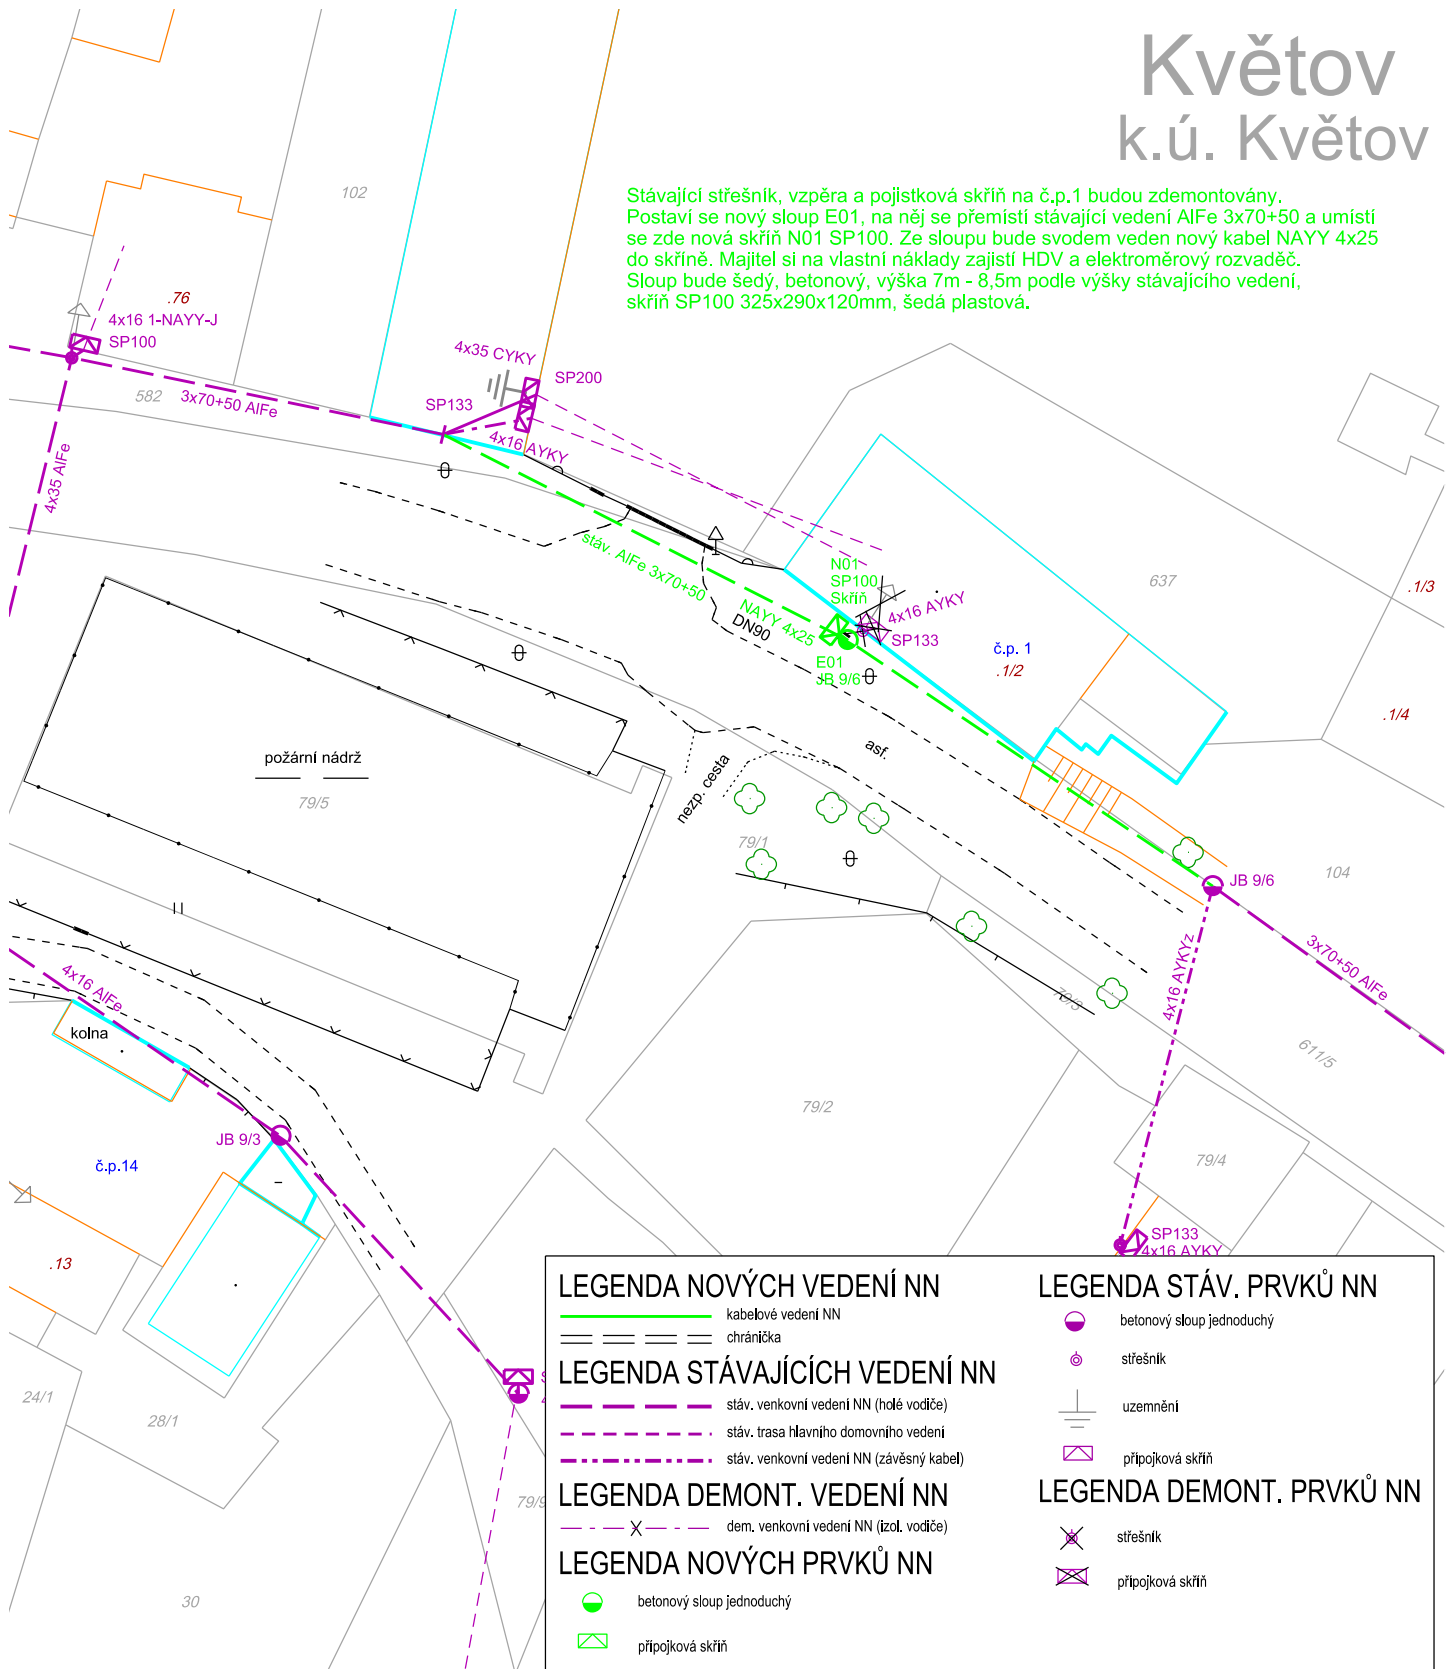 Květov
k.ú. Květov
Stávající střešník, vzpěra a pojistková skříň na č.p.1 budou zdemontovány.
Postaví se nový sloup E01, na něj se přemístí stávající vedení AlFe 3x70+50 a umístí
se zde nová skříň N01 SP100. Ze sloupu bude svodem veden nový kabel NAYY 4x25
do skříně. Majitel si na vlastní náklady zajistí HDV a elektroměrový rozvaděč.
Sloup bude šedý, betonový, výška 7m - 8,5m podle výšky stávajícího vedení,
skříň SP100 325x290x120mm, šedá plastová.
102
.76
4x16 1-NAYY-J
SP100
582
3x70+50 AlFe
4x35 AlFe
4x35 CYKY
SP200
SP133
4x16 AYKY
stáv. AlFe 3x70+50
N01
SP100
Skříň
4x16 AYKY
SP133
NAYY 4x25
DN90
E01
JB 9/6
637
.1/3
č.p. 1
.1/2
.1/4
asf.
požární nádrž
79/5
nezp. cesta
79/1
104
JB 9/6
3x70+50 AlFe
4x16 AYKYz
79/3
611/5
4x16 AlFe
kolna
JB 9/3
č.p.14
79/2
79/4
.13
SP133
4x16 AYKY
24/1
28/1
79/9
30
LEGENDA NOVÝCH VEDENÍ NN
kabelové vedení NN
chránička
LEGENDA STÁVAJÍCÍCH VEDENÍ NN
stáv. venkovní vedení NN (holé vodiče)
stáv. trasa hlavního domovního vedení
stáv. venkovní vedení NN (závěsný kabel)
LEGENDA DEMONT. VEDENÍ NN
dem. venkovní vedení NN (izol. vodiče)
LEGENDA NOVÝCH PRVKŮ NN
betonový sloup jednoduchý
přípojková skříň
LEGENDA STÁV. PRVKŮ NN
betonový sloup jednoduchý
střešník
uzemnění
přípojková skříň
LEGENDA DEMONT. PRVKŮ NN
střešník
přípojková skříň